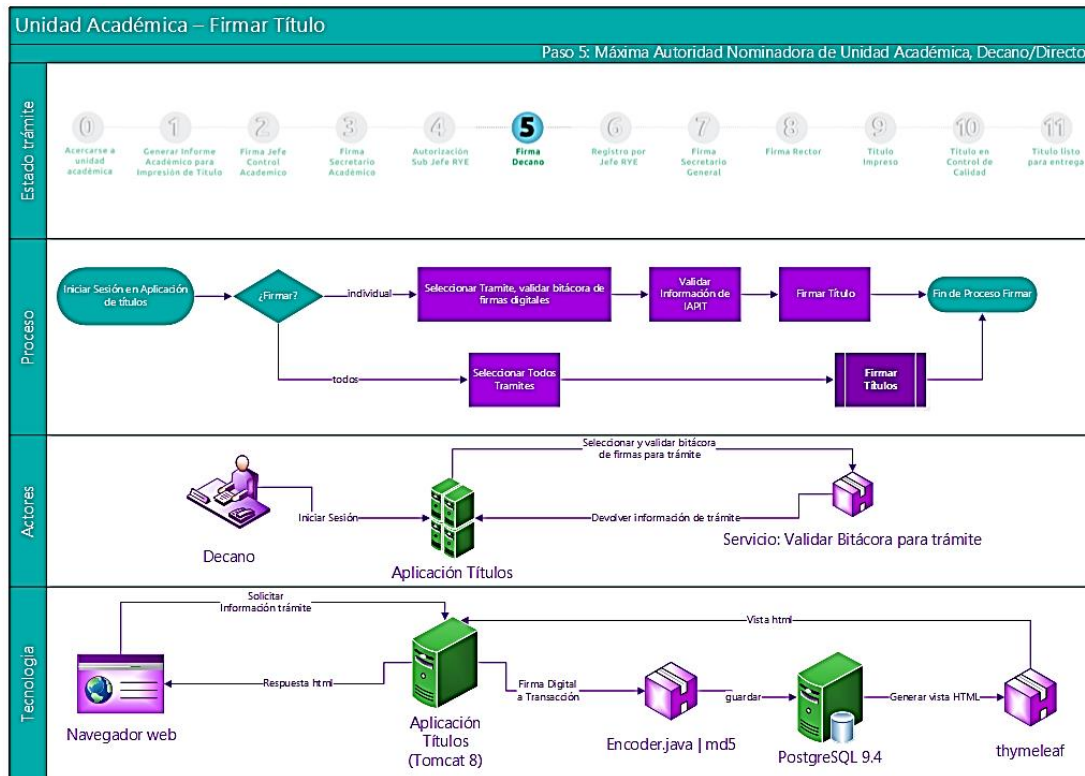 Unidad Académica – Firmar Título
Paso 5: Máxima Autoridad Nominadora de Unidad Académica, Decano/Directo
Estado trámite
0
Acercarse a
unidad
académica
1
Generar Informe
Académico para
Impresión de Titulo
2
Firma Jefe
Control
Academico
3
Firma
Secretario
Académico
4
Autorización
Sub Jefe RYE
5
Firma
Decano
6
Registro por
Jefe RYE
7
Firma
Secretario
General
8
Firma Rector
9
Titulo
Impreso
10
Titulo en
Control de
Calidad
11
Titulo listo
para entrega
Proceso
Iniciar Sesión en Aplicación
de títulos
¿Firmar?
individual
Seleccionar Tramite, validar bitácora de
firmas digitales
Validar
Información de
IAPIT
Firmar Título
Fin de Proceso Firmar
todos
Seleccionar Todos
Tramites
Firmar
Títulos
Actores
Decano
Iniciar Sesión
Aplicación Títulos
Seleccionar y validar bitácora
de firmas para trámite
Devolver información de trámite
Servicio: Validar Bitácora para trámite
Tecnologia
Solicitar
Información trámite
Navegador web
Respuesta html
Aplicación
Títulos
(Tomcat 8)
Firma Digital
a Transacción
Encoder.java | md5
guardar
PostgreSQL 9.4
Generar vista HTML
Vista html
thymeleaf